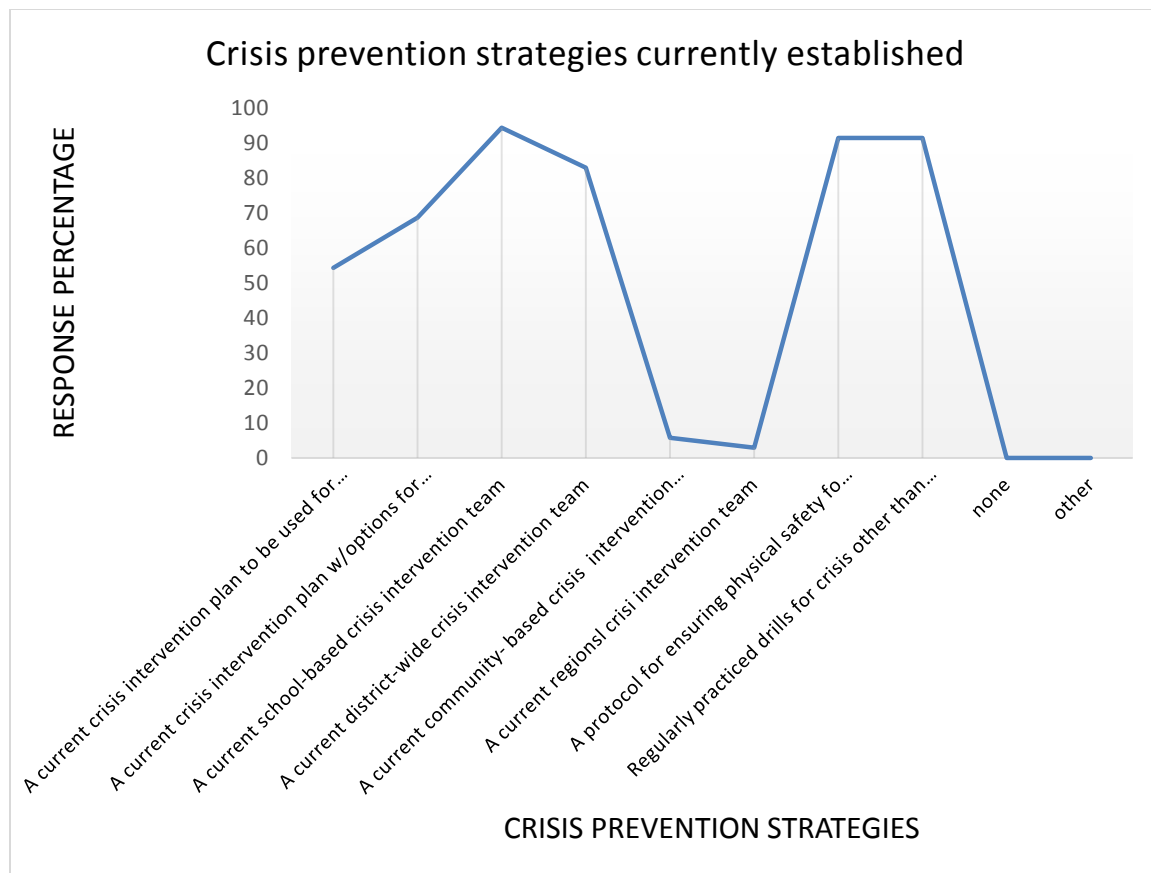 Crisis prevention strategies currently established
RESPONSE PERCENTAGE
100
90
80
70
60
50
40
30
20
10
0
A current crisis intervention plan to be used for…
A current crisis intervention plan w/options for…
A current school-based crisis intervention team
A current district-wide crisis intervention team
A current community- based crisis  intervention…
A current regionsl crisi intervention team
A protocol for ensuring physical safety fo…
Regularly practiced drills for crisis other than…
none
other
CRISIS PREVENTION STRATEGIES